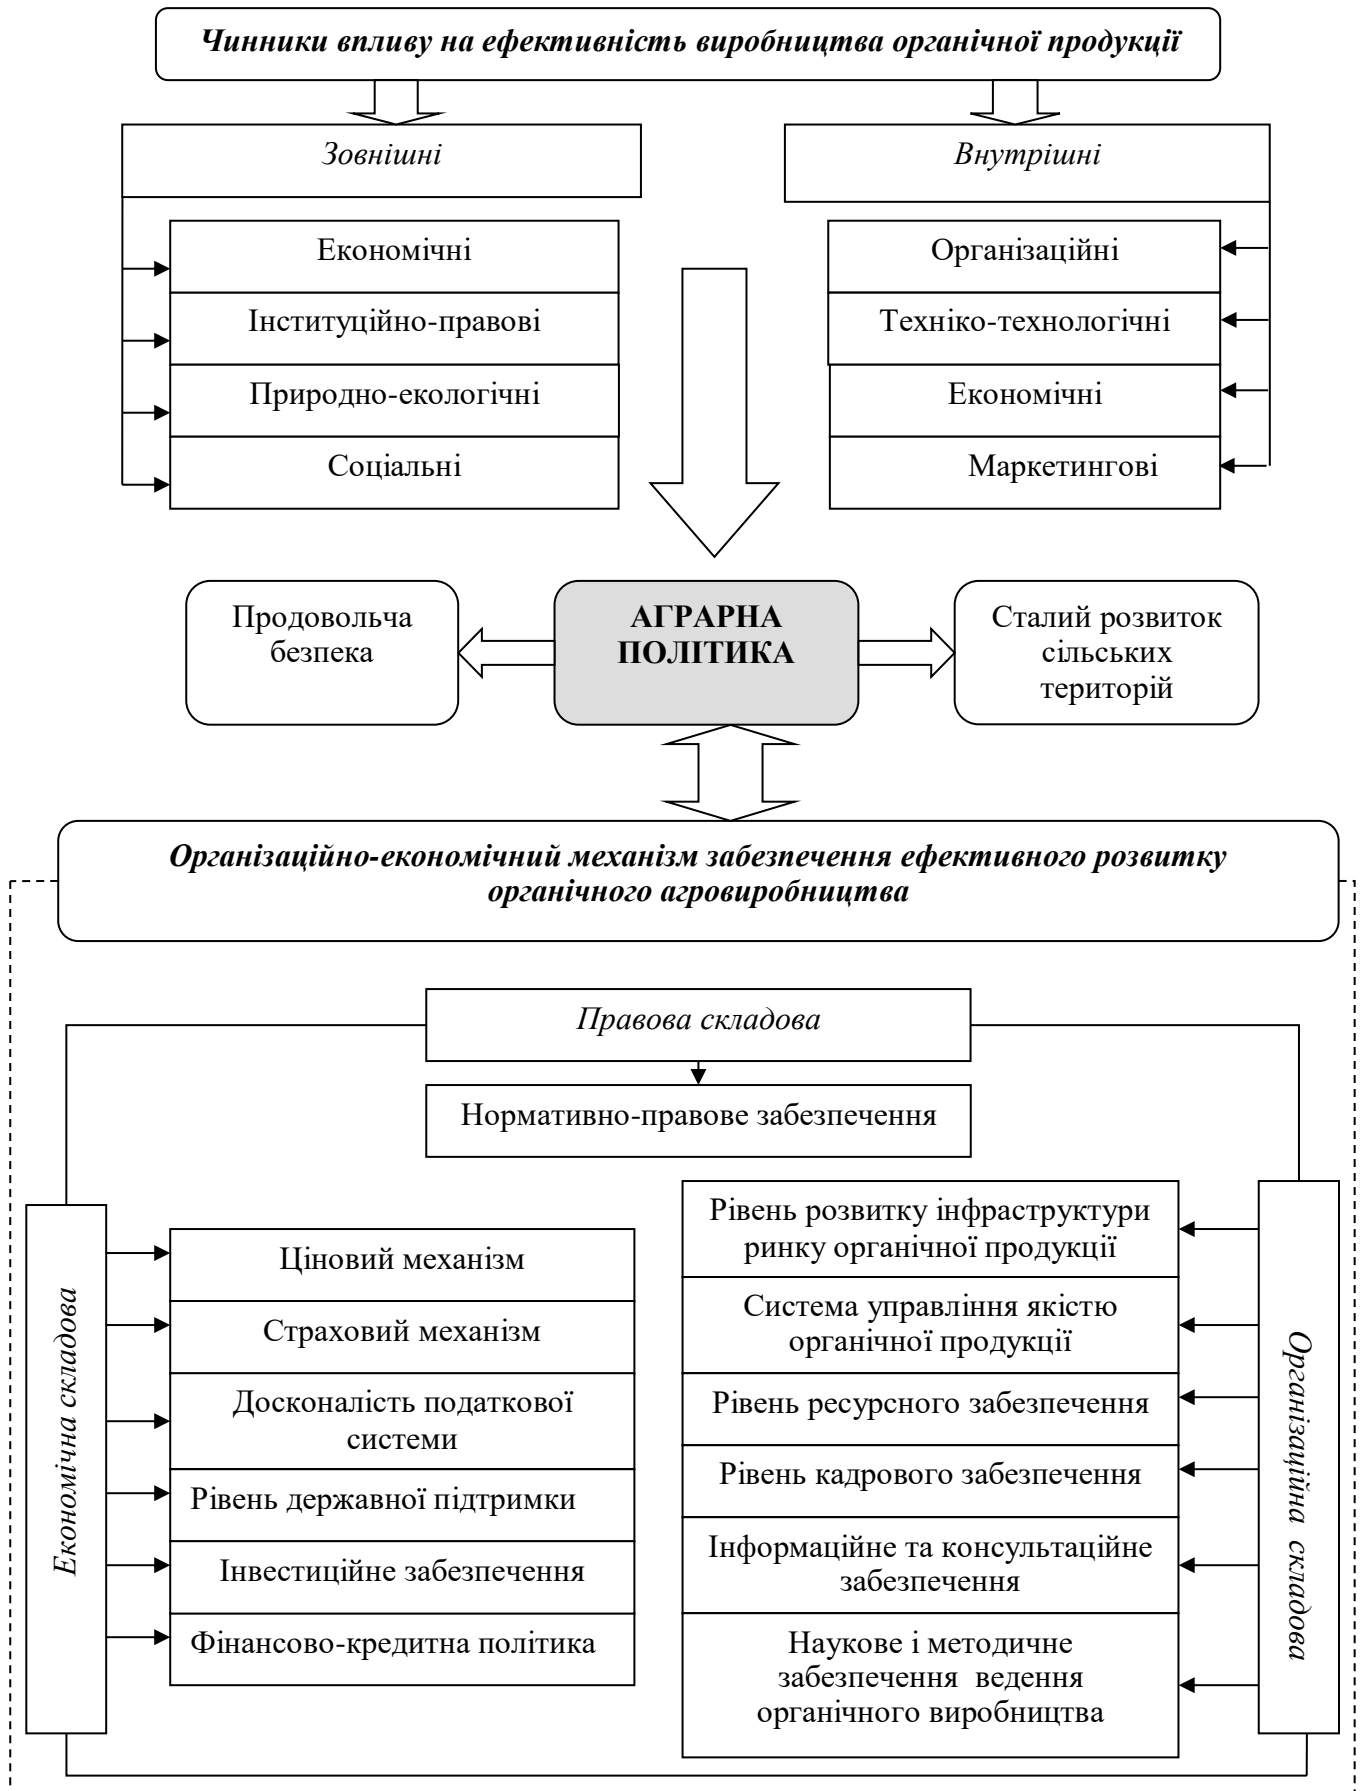 Чинники впливу на ефективність виробництва органічної продукції
Зовнішні
Економічні
Інституційно-правові
Природно-екологічні
Соціальні
Внутрішні
Організаційні
Техніко-технологічні
Економічні
Маркетингові
Продовольча
безпека
АГРАРНА
ПОЛІТИКА
Сталий розвиток
сільських
територій
Організаційно-економічний механізм забезпечення ефективного розвитку
органічного агровиробництва
Правова складова
Нормативно-правове забезпечення
Економічна складова
Ціновий механізм
Страховий механізм
Досконалість податкової
системи
Рівень державної підтримки
Інвестиційне забезпечення
Фінансово-кредитна політика
Рівень розвитку інфраструктури
ринку органічної продукції
Система управління якістю
органічної продукції
Рівень ресурсного забезпечення
Рівень кадрового забезпечення
Інформаційне та консультаційне
забезпечення
Наукове і методичне
забезпечення ведення
органічного виробництва
Організаційна складова